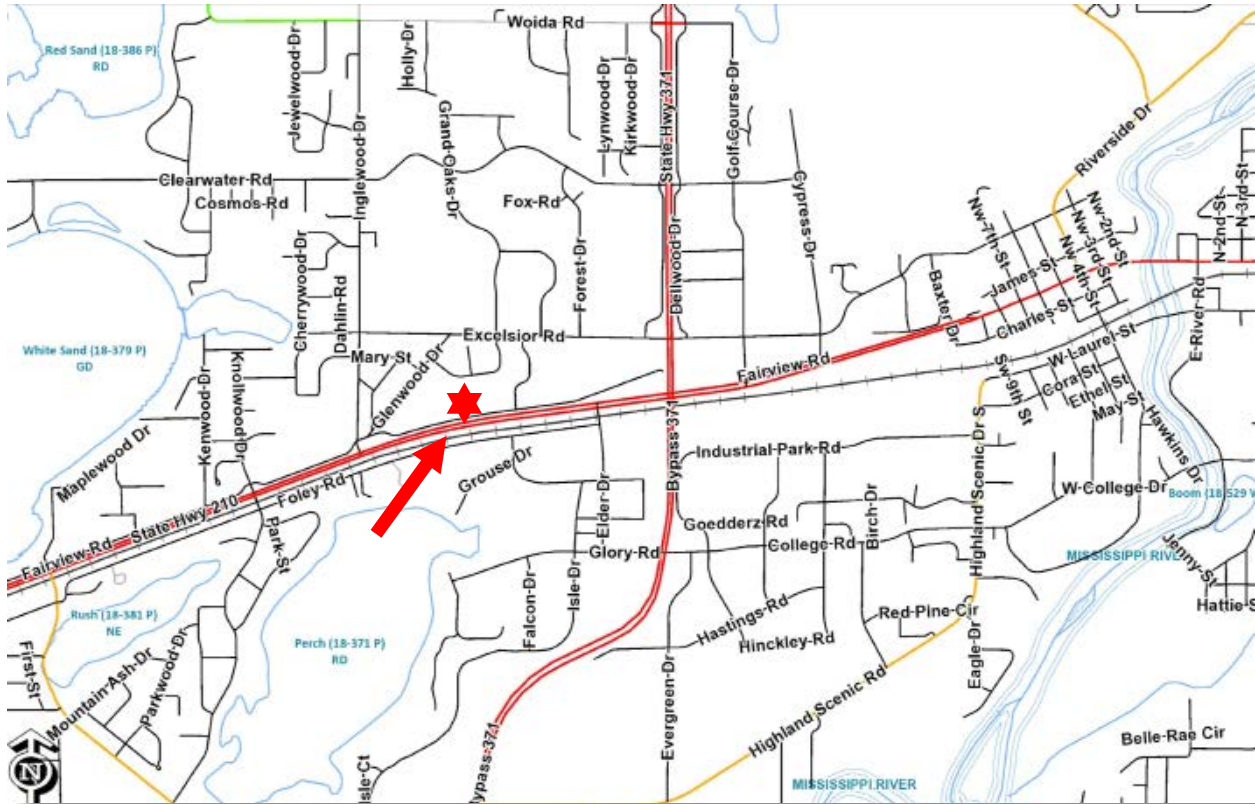 Woida Rd
Red Sand (18-386 P)
RD
Jewelwood-Dr
Holly-Dr
Lynwood-Dr
Kirkwood-Dr
State Hwy 371
Golf-Course-Dr
Riverside Dr
Inglewood-Dr
Grand-Oaks-Dr
Clearwater-Rd
Cosmos-Rd
Fox-Rd
Cypress-Dr
Nw-7th-St
Nw-2nd-St
Nw-3rd-St
Nw 4th-St
N-2nd-St
N-3rd-St
James-St
Charles-St
Cherrywood-Dr
Dahlin-Rd
Forest-Dr
Dellwood-Dr
Baxter Dr
E-River-Rd
White Sand (18-379 P)
GD
Excelsior-Rd
Mary-St
Glenwood-Dr
Fairview-Rd
W-Laurel-St
Sw-9th-St
Cora-St
Ethel-St
May-St
Hawkins Dr
Kenwood-Dr
Knollwood-Dr
Maplewood Dr
Bypass 371
Industrial-Park-Rd
Highland-Scenic-Dr S
Grouse-Dr
Elder-Dr
Foley-Rd
State Hwy 210
Fairview Rd
Park-St
W-College-Dr
Goedderz-Rd
Glory-Rd
College-Rd
Birch-Dr
MISSISSIPPI RIVE
Jenny-St
Hattie-S
Rush (18-381 P)
NE
Perch (18-371 P)
RD
Falcon-Dr
Isle-Dr
Hastings-Rd
Hinckley-Rd
Red-Pine-Cir
Eagle-Dr
First-St
Mountain-Ash-Dr
Parkwood-Dr
Isle-Ct
Bypass-371
Evergreen-Dr
Highland-Scenic-Rd
Belle-Rae Cir
MISSISSIPPI RIVER
N